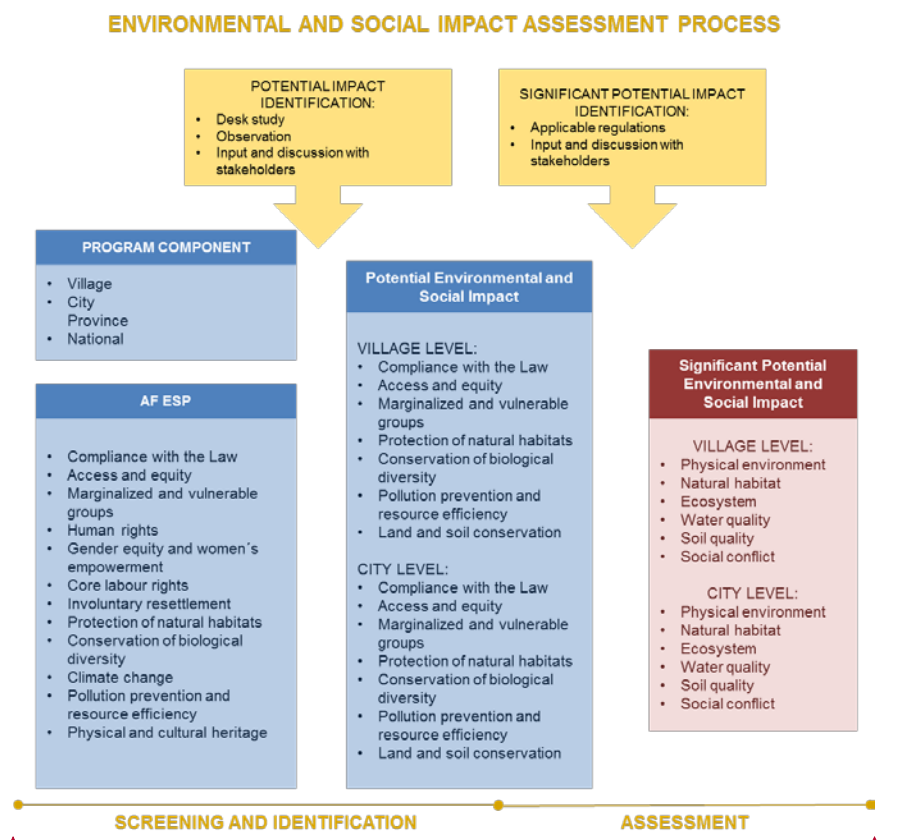 ENVIRONMENTAL AND SOCIAL IMPACT ASSESSMENT PROCESS
POTENTIAL IMPACT
IDENTIFICATION:
• Desk study
• Observation
• Input and discussion with
stakeholders
SIGNIFICANT POTENTIAL IMPACT
IDENTIFICATION:
• Applicable regulations
• Input and discussion with
stakeholders
PROGRAM COMPONENT
• Village
• City
Province
• National
AF ESP
• Compliance with the Law
• Access and equity
• Marginalized and vulnerable
groups
• Human rights
• Gender equity and women´s
empowerment
• Core labour rights
• Involuntary resettlement
• Protection of natural habitats
• Conservation of biological
diversity
• Climate change
• Pollution prevention and
resource efficiency
• Physical and cultural heritage
Potential Environmental and
Social Impact
VILLAGE LEVEL:
• Compliance with the Law
• Access and equity
• Marginalized and vulnerable
groups
• Protection of natural habitats
• Conservation of biological
diversity
• Pollution prevention and
resource efficiency
• Land and soil conservation
CITY LEVEL:
• Compliance with the Law
• Access and equity
• Marginalized and vulnerable
groups
• Protection of natural habitats
• Conservation of biological
diversity
• Pollution prevention and
resource efficiency
• Land and soil conservation
Significant Potential
Environmental and
Social Impact
VILLAGE LEVEL:
• Physical environment
• Natural habitat
• Ecosystem
• Water quality
• Soil quality
• Social conflict
CITY LEVEL:
• Physical environment
• Natural habitat
• Ecosystem
• Water quality
• Soil quality
• Social conflict
SCREENING AND IDENTIFICATION
ASSESSMENT